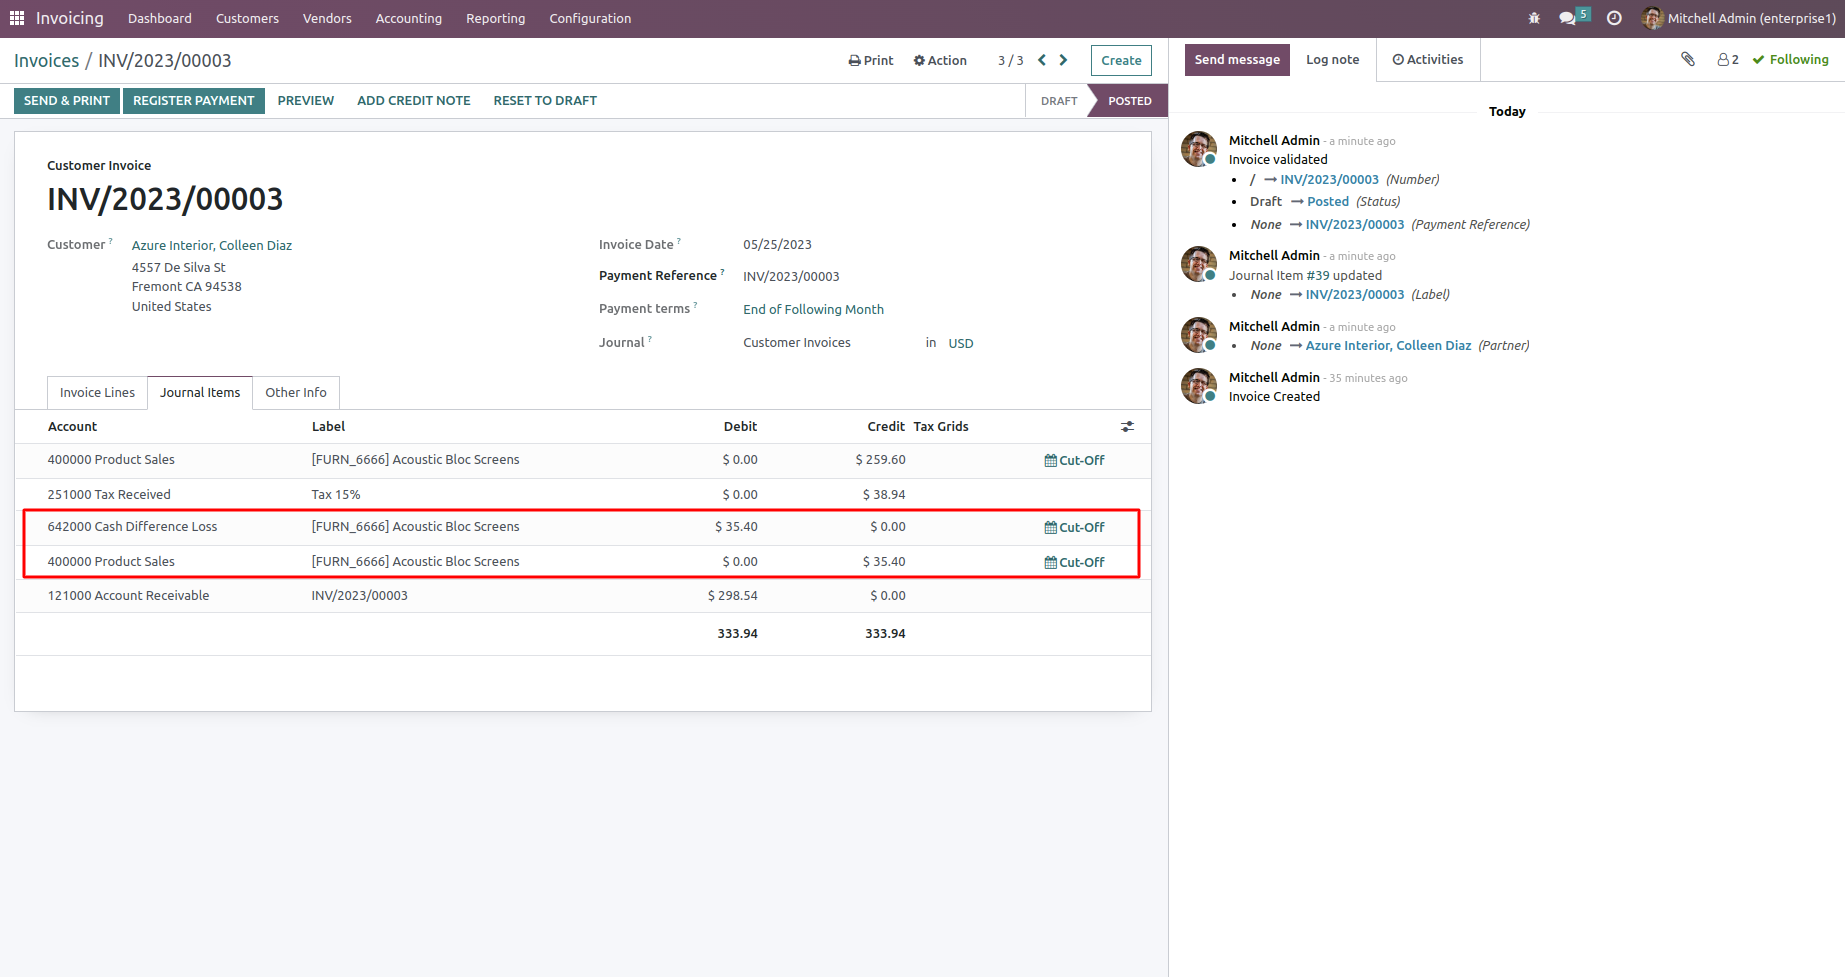 Invoicing Dashboard Customers Vendors Accounting Reporting Configuration 5 Mitchell Admin (enterprise1)
Invoices / INV/2023/00003 Print Action 3 / 3 Create
SEND & PRINT REGISTER PAYMENT PREVIEW ADD CREDIT NOTE RESET TO DRAFT DRAFT POSTED
Customer Invoice
INV/2023/00003
Customer ? Azure Interior, Colleen Diaz
4557 De Silva St
Fremont CA 94538
United States
Invoice Date ? 05/25/2023
Payment Reference ? INV/2023/00003
Payment terms ? End of Following Month
Journal ? Customer Invoices in USD
Invoice Lines Journal Items Other Info
Account Label Debit Credit Tax Grids
400000 Product Sales [FURN_6666] Acoustic Bloc Screens $ 0.00 $ 259.60 Cut-Off
251000 Tax Received Tax 15% $ 0.00 $ 38.94
642000 Cash Difference Loss [FURN_6666] Acoustic Bloc Screens $ 35.40 $ 0.00 Cut-Off
400000 Product Sales [FURN_6666] Acoustic Bloc Screens $ 0.00 $ 35.40 Cut-Off
121000 Account Receivable INV/2023/00003 $ 298.54 $ 0.00
333.94 333.94
Send message Log note Activities 2 Following
Today
Mitchell Admin - a minute ago
Invoice validated
• / → INV/2023/00003 (Number)
• Draft → Posted (Status)
• None → INV/2023/00003 (Payment Reference)
Mitchell Admin - a minute ago
Journal Item #39 updated
• None → INV/2023/00003 (Label)
Mitchell Admin - a minute ago
• None → Azure Interior, Colleen Diaz (Partner)
Mitchell Admin - 35 minutes ago
Invoice Created